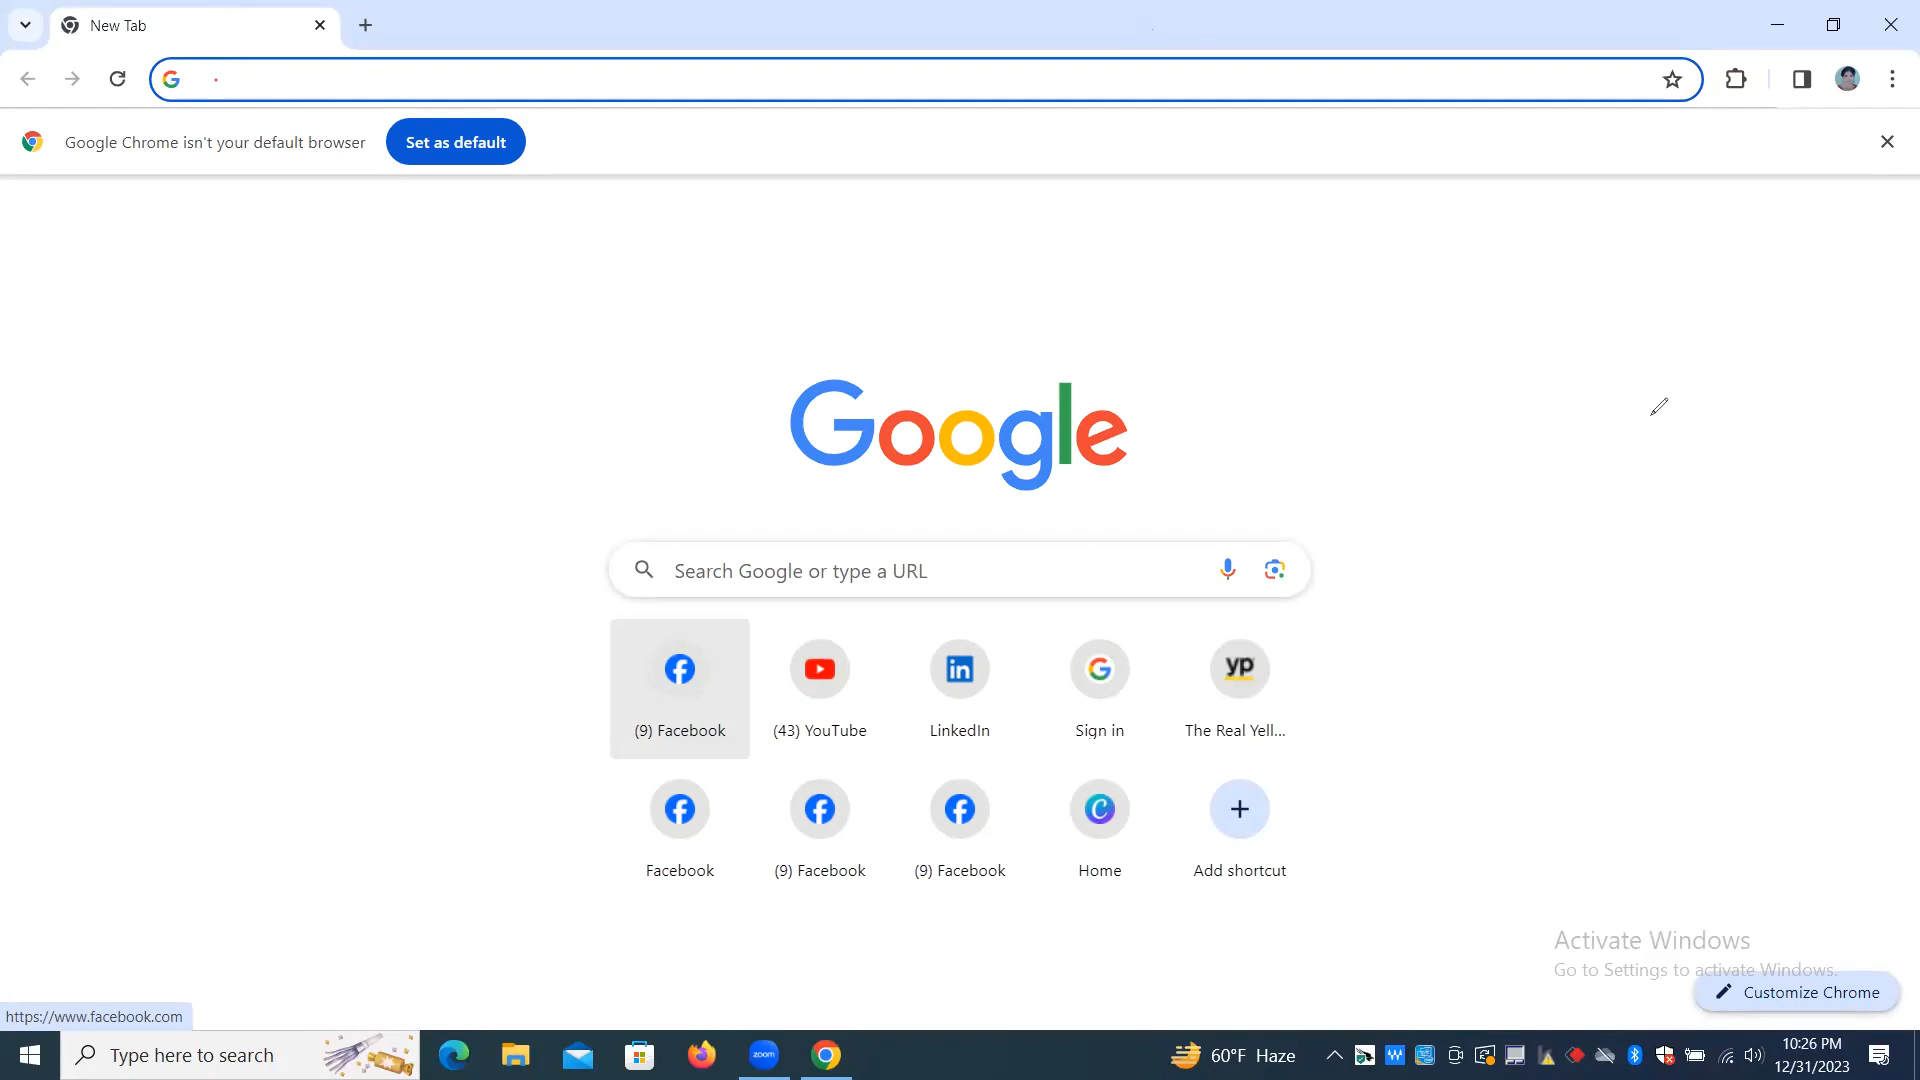 New Tab
Google Chrome isn't your default browser
Set as default
Google
Search Google or type a URL
yp
(9) Facebook
(43) YouTube
LinkedIn
Sign in
The Real Yell...
Facebook
(9) Facebook
(9) Facebook
Home
Add shortcut
Activate Windows
Go to Settings to activate Windows.
Customize Chrome
https://www.facebook.com
Type here to search
zoom
60°F Haze
10:26 PM
12/31/2023